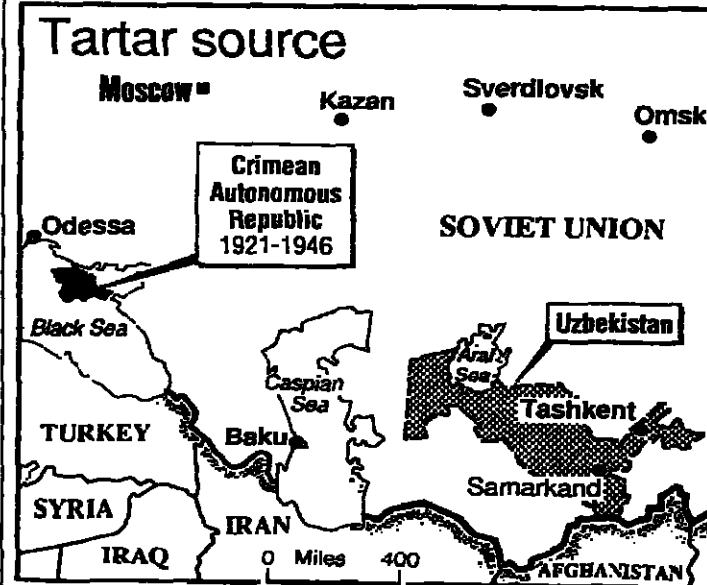 Tartar source
Moscow
Kazan
Sverdlovsk
Omsk
Crimean
Autonomous
Republic
1921-1946
Odessa
SOVIET UNION
Black Sea
Uzbekistan
Aral
Sea
Caspian
Sea
Tashkent
TURKEY
Baku
Samarkand
SYRIA
IRAN
IRAQ
0 Miles 400
AFGHANISTAN